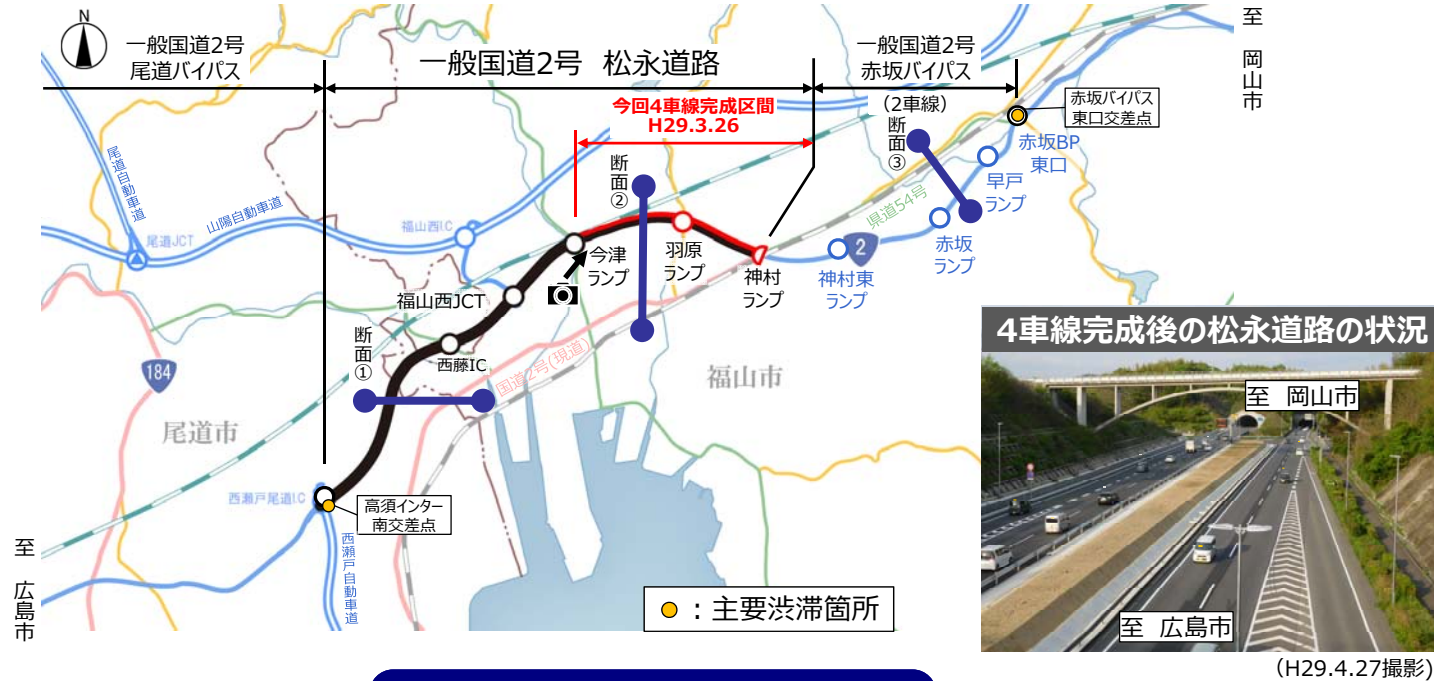 N
一般国道2号
尾道バイパス
一般国道2号 松永道路
一般国道2号
赤坂バイパス
至 岡山市
今回4車線完成区間
H29.3.26
(2車線)
赤坂バイパス
東口交差点
断面③
赤坂BP
東口
早戸
ランプ
県道54号
断面②
尾道自動車道
山陽自動車道
福山西I.C
尾道JCT
今津
ランプ
羽原
ランプ
神村
ランプ
2
神村東
ランプ
赤坂
ランプ
福山西JCT
断面①
西藤IC
国道2号(現道)
184
尾道市
福山市
4車線完成後の松永道路の状況
至 岡山市
至 広島市
(H29.4.27撮影)
西瀬戸尾道I.C
高須インター
南交差点
西瀬戸自動車道
至 広島市
:主要渋滞箇所